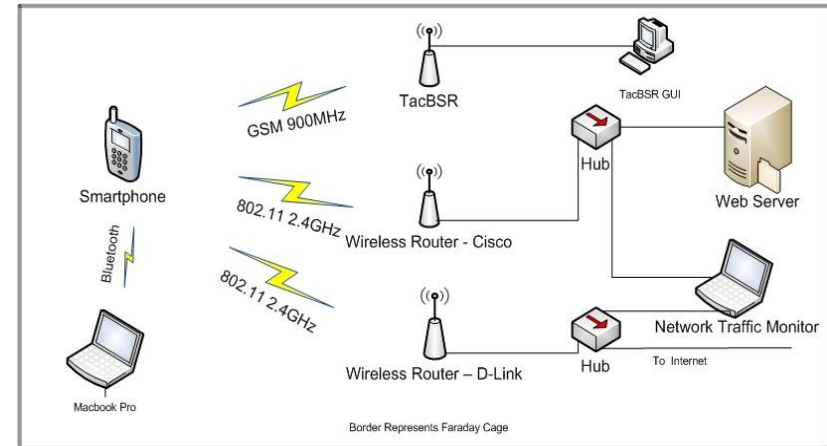 TacBSR
TacBSR GUI
GSM 900MHz
Smartphone
Hub
Web Server
802.11 2.4GHz
Wireless Router - Cisco
Bluetooth
802.11 2.4GHz
Network Traffic Monitor
Wireless Router – D-Link
Hub
To Internet
Macbook Pro
Border Represents Faraday Cage